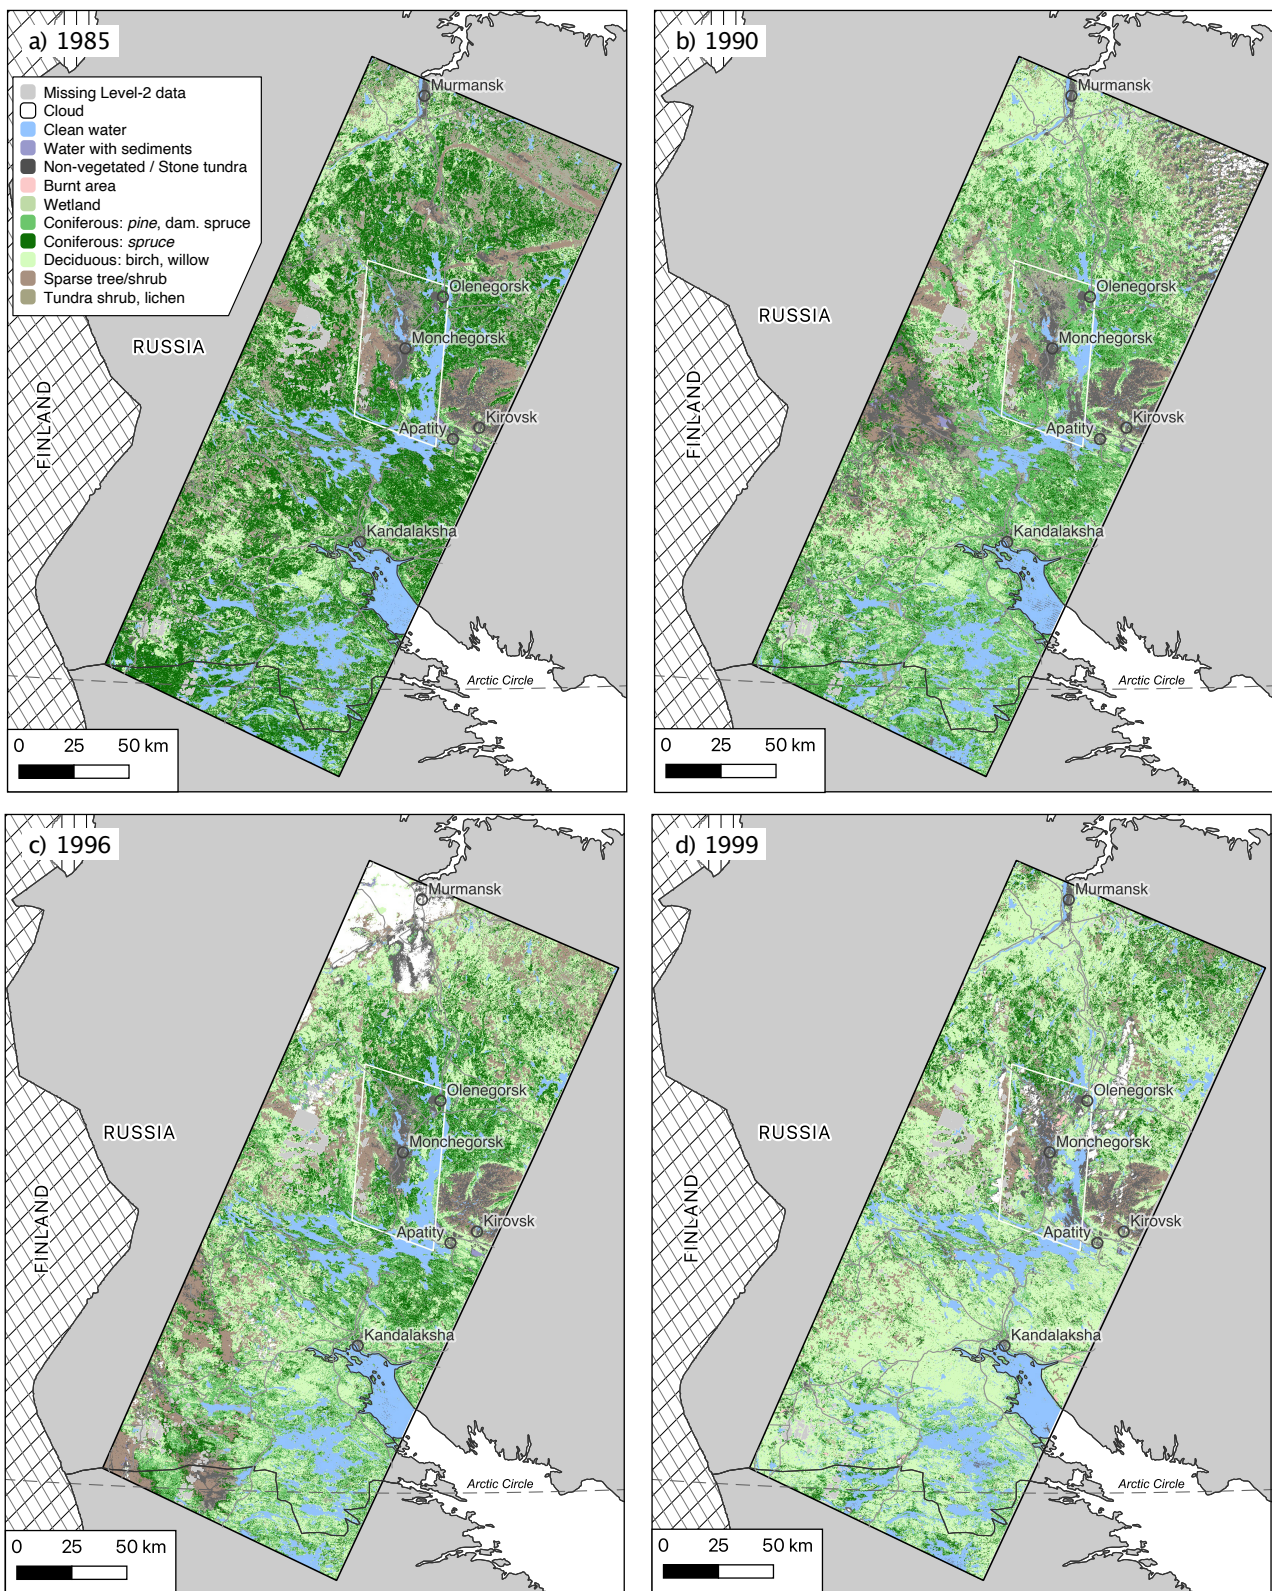 a) 1985
Missing Level-2 data
Cloud
Clean water
Water with sediments
Non-vegetated / Stone tundra
Burnt area
Wetland
Coniferous: pine, dam. spruce
Coniferous: spruce
Deciduous: birch, willow
Sparse tree/shrub
Tundra shrub, lichen
Murmansk
Olenegorsk
RUSSIA
Monchegorsk
FINLAND
Kirovsk
Apatity
Kandalaksha
Arctic Circle
0 25 50 km
b) 1990
Murmansk
Olenegorsk
RUSSIA
Monchegorsk
FINLAND
Kirovsk
Apatity
Kandalaksha
Arctic Circle
0 25 50 km
c) 1996
Murmansk
Olenegorsk
RUSSIA
Monchegorsk
FINLAND
Kirovsk
Apatity
Kandalaksha
Arctic Circle
0 25 50 km
d) 1999
Murmansk
Olenegorsk
RUSSIA
Monchegorsk
FINLAND
Kirovsk
Apatity
Kandalaksha
Arctic Circle
0 25 50 km